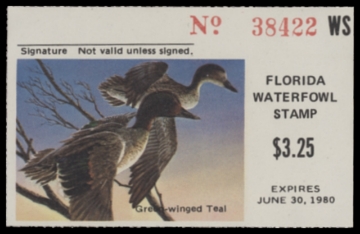 Nº 38422 WS
Signature Not valid unless signed.
FLORIDA
WATERFOWL
STAMP
$3.25
Green-winged Teal
EXPIRES
JUNE 30, 1980